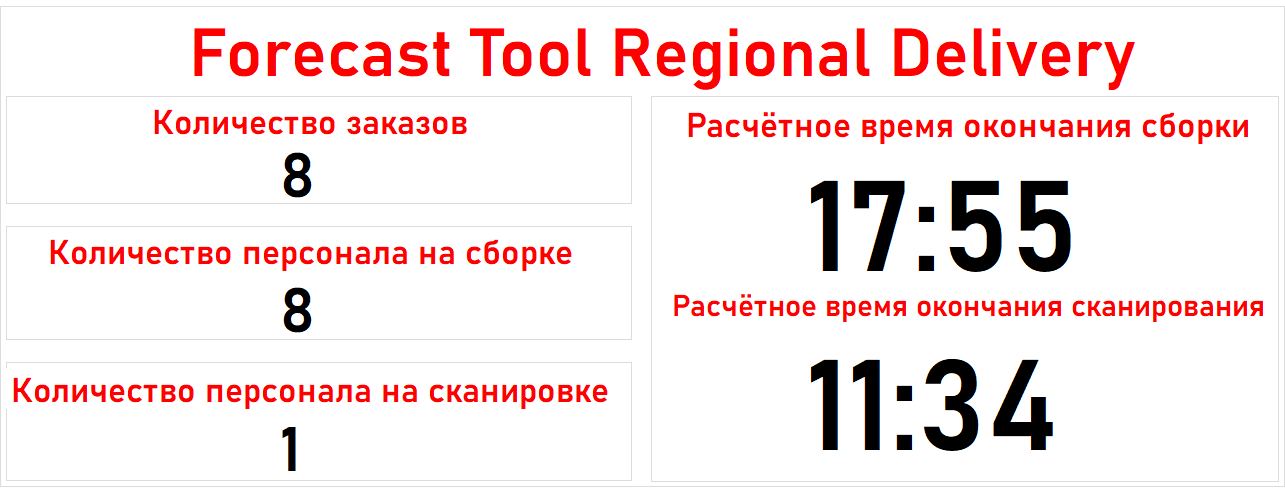 Forecast Tool Regional Delivery
Количество заказов
8
Количество персонала на сборке
8
Количество персонала на сканировке
1
Расчётное время окончания сборки
17:55
Расчётное время окончания сканирования
11:34